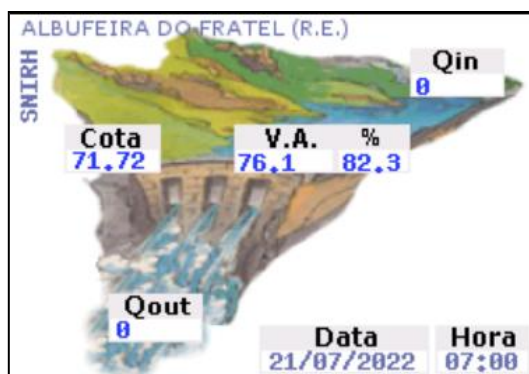 ALBUFEIRA DO FRATEL (R.E.)
SNIRH
Qin
0
Cota
71.72
V.A. %
76.1 82.3
Qout
0
Data Hora
21/07/2022 07:00